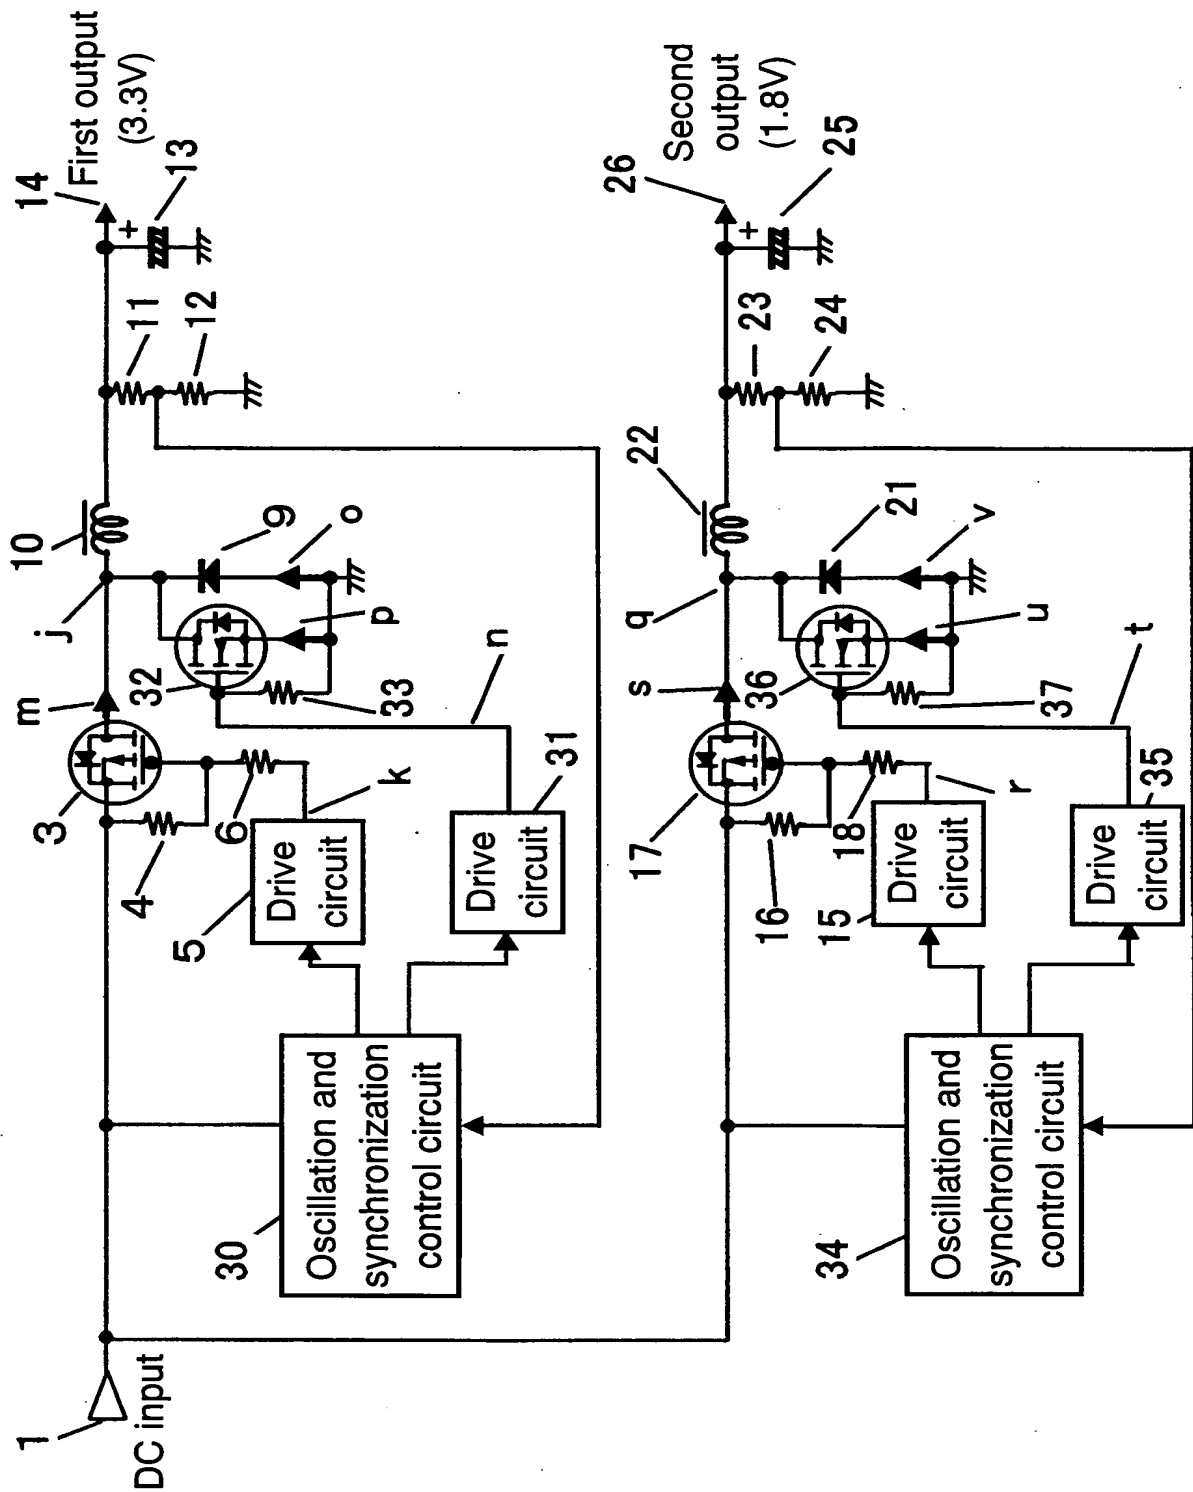 1
DC input
30
Oscillation and
synchronization
control circuit
3
4
5
Drive
circuit
6
k
m
j
10
32
33
31
Drive
circuit
n
p
o
9
11
12
13
+
14
First output
(3.3V)
34
Oscillation and
synchronization
control circuit
17
16
15
Drive
circuit
18
r
s
q
22
36
37
35
Drive
circuit
t
u
v
21
23
24
25
+
26
Second
output
(1.8V)